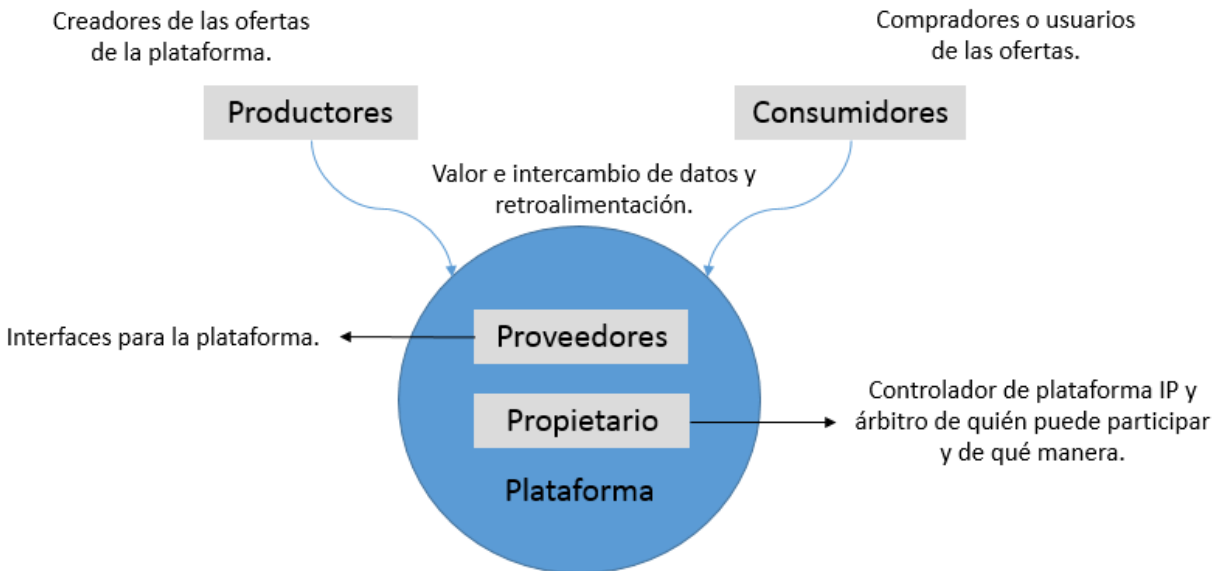 Creadores de las ofertas
de la plataforma.
Compradores o usuarios
de las ofertas.
Productores
Consumidores
Valor e intercambio de datos y
retroalimentación.
Proveedores
Interfaces para la plataforma.
Propietario
Controlador de plataforma IP y
árbitro de quién puede participar
y de qué manera.
Plataforma